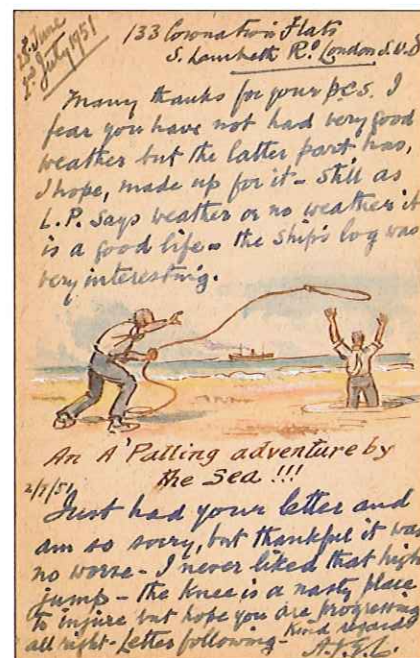 28 June
2nd July 1951
133 Coronation Flats
S. Lambeth Rd London S.W.8
Many thanks for your p.c.s. I
fear you have not had very good
weather but the latter part has,
I hope, made up for it - Still as
L.P. says weather or no weather it
is a good life - the ship's log was
very interesting.
An A'Palling adventure by
the Sea !!!
2/7/51
Just had your letter and
am so sorry, but thankful it was
no worse - I never liked that high
jump - the knee is a nasty place
to injure but hope you are progressing
all right - Letter following - Kind regards